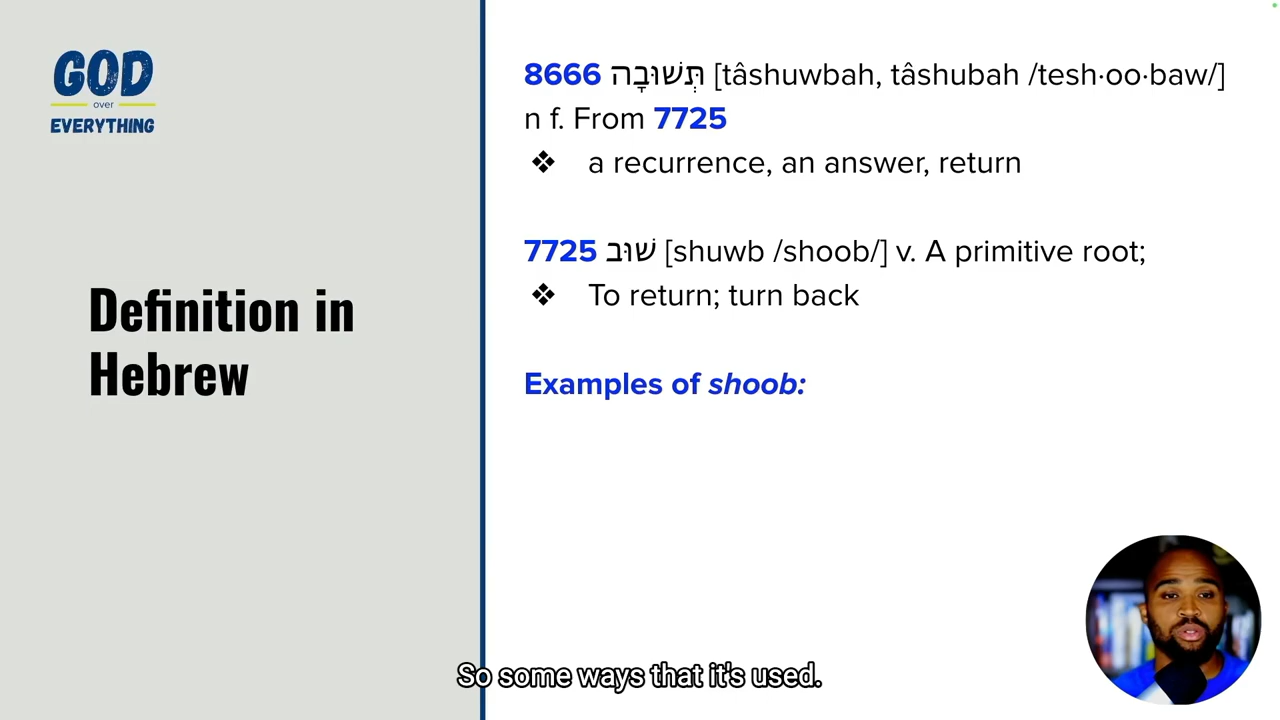 GOD
over
EVERYTHING
Definition in
Hebrew
8666 תְּשׁוּבָה [tâshuwbah, tâshubah /tesh·oo·baw/]
n f. From 7725
❖ a recurrence, an answer, return
7725 שׁוּב [shuwb /shoob/] v. A primitive root;
❖ To return; turn back
Examples of shoob:
So some ways that it's used.